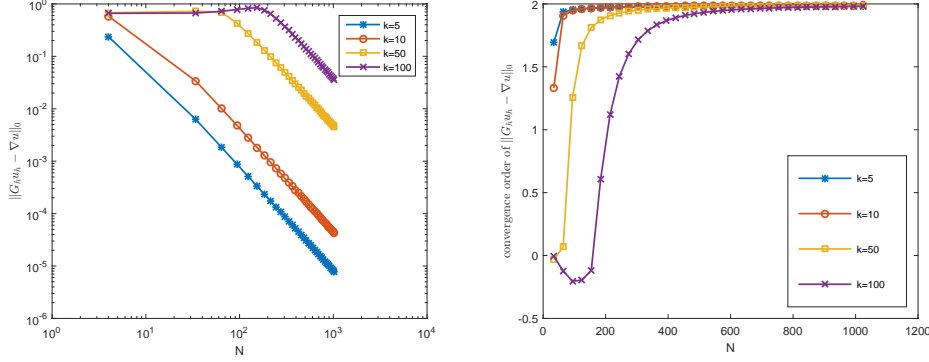 10^0
10^-1
10^-2
10^-3
10^-4
10^-5
10^-6
10^0
10^1
10^2
10^3
10^4
N
||G_h u_h − ∇u||_0
k=5
k=10
k=50
k=100
2
1.5
1
0.5
0
-0.5
0
200
400
600
800
1000
1200
N
convergence order of ||G_h u_h − ∇u||_0
k=5
k=10
k=50
k=100